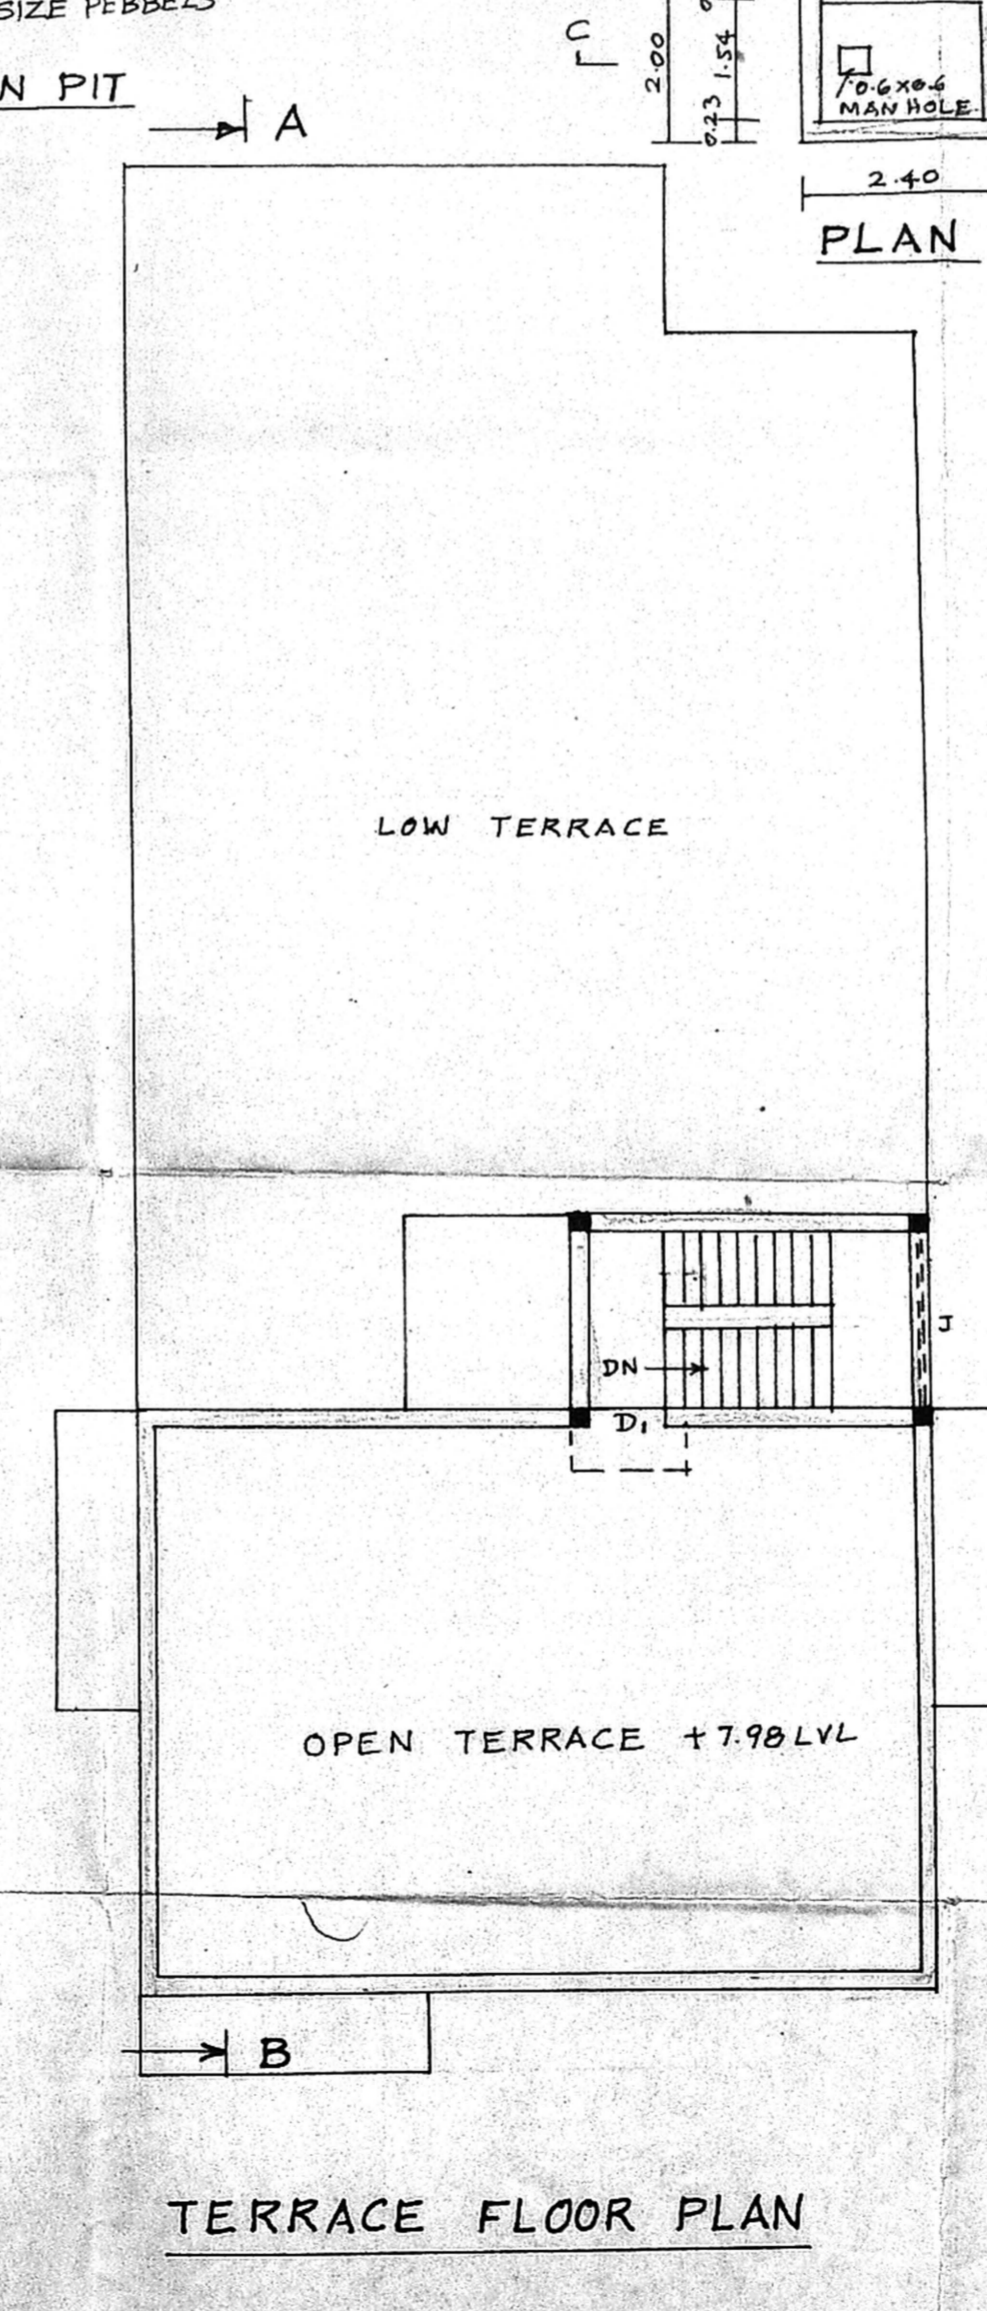 SIZE PEBBELS
N PIT
A
C
2.00
1.54
0.23
0.6X0.6
MAN HOLE
2.40
PLAN
LOW TERRACE
J
DN
D1
OPEN TERRACE +7.98 LVL
B
TERRACE FLOOR PLAN